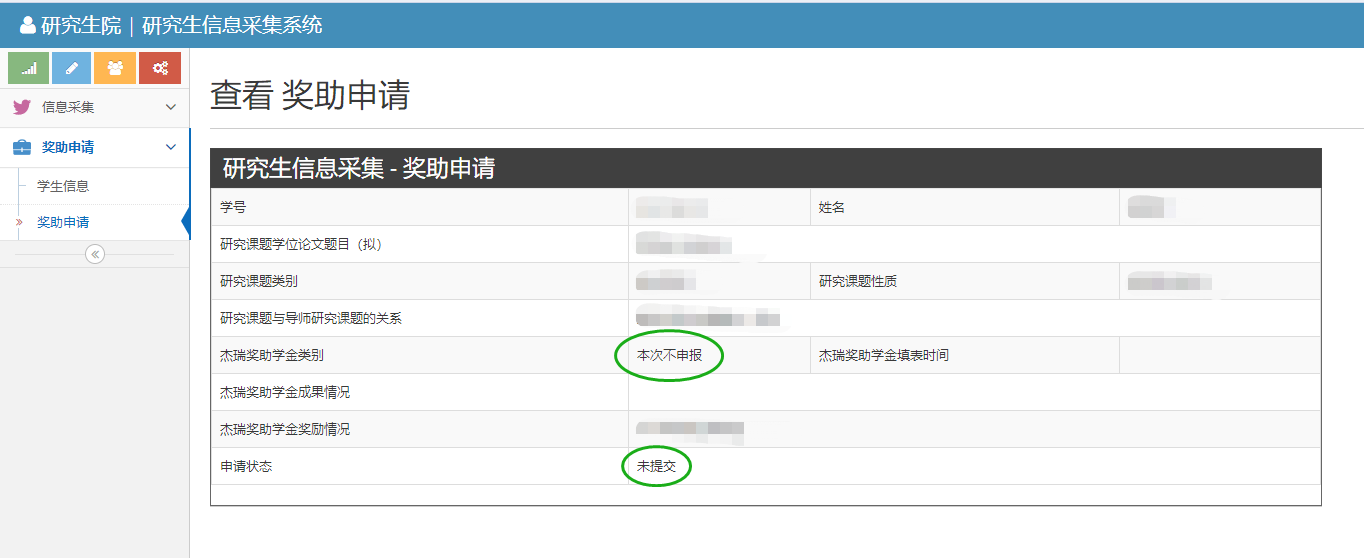 研究生院 | 研究生信息采集系统
信息采集
奖助申请
学生信息
奖助申请
查看 奖助申请
研究生信息采集 - 奖助申请
学号 姓名
研究课题学位论文题目（拟）
研究课题类别 研究课题性质
研究课题与导师研究课题的关系
杰瑞奖助学金类别 本次不申报 杰瑞奖助学金填表时间
杰瑞奖助学金成果情况
杰瑞奖助学金奖励情况
申请状态 未提交